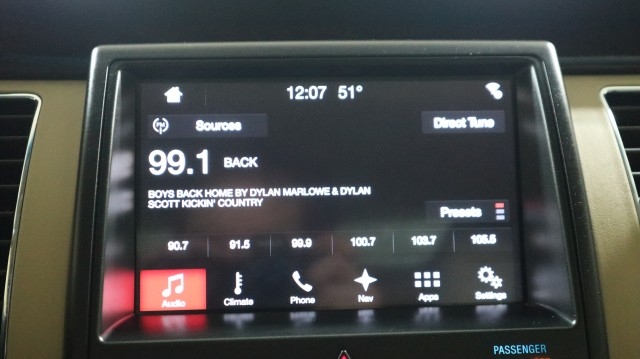 12:07 51°
FM Sources Direct Tune
99.1 BACK
BOYS BACK HOME BY DYLAN MARLOWE & DYLAN
SCOTT KICKIN' COUNTRY
Presets
90.7 91.5 99.9 100.7 103.7 105.5
Audio Climate Phone Nav Apps Settings
PASSENGER